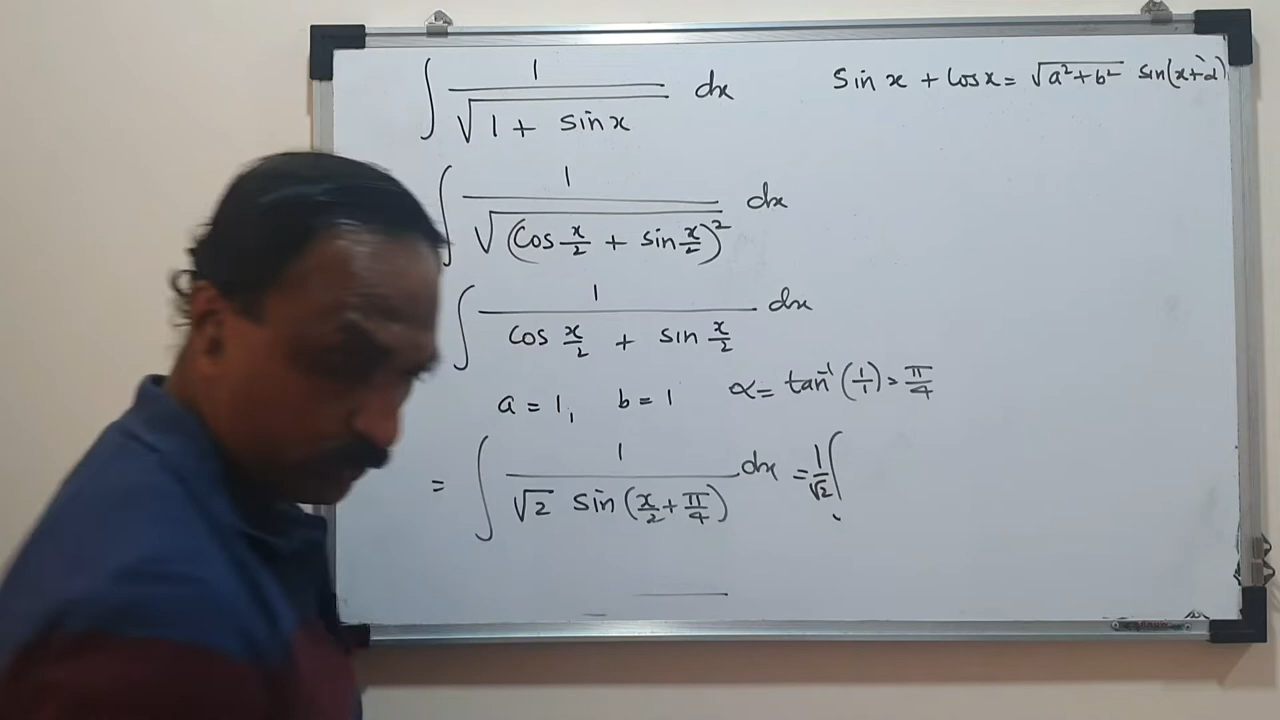 ∫ 1/√(1 + sin x) dx
Sin x + Cos x = √(a² + b²) Sin(x+α)
∫ 1/√((Cos x/2 + sin x/2)²) dx
∫ 1/(Cos x/2 + sin x/2) dx
a = 1, b = 1 α = tan⁻¹(1/1) = π/4
= ∫ 1/(√2 Sin(x/2 + π/4)) dx = 1/√2 ∫